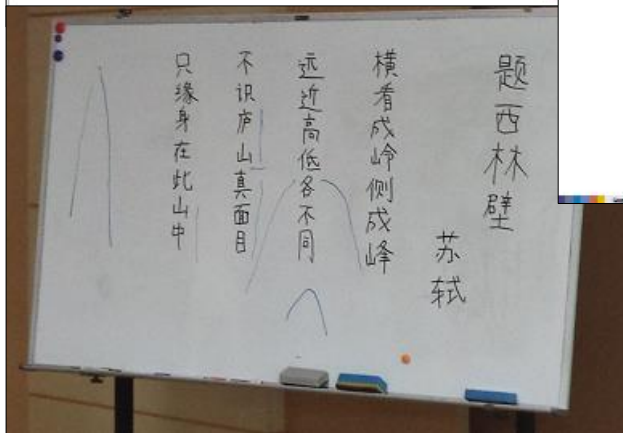 题西林壁
苏轼
横看成岭侧成峰
远近高低各不同
不识庐山真面目
只缘身在此山中